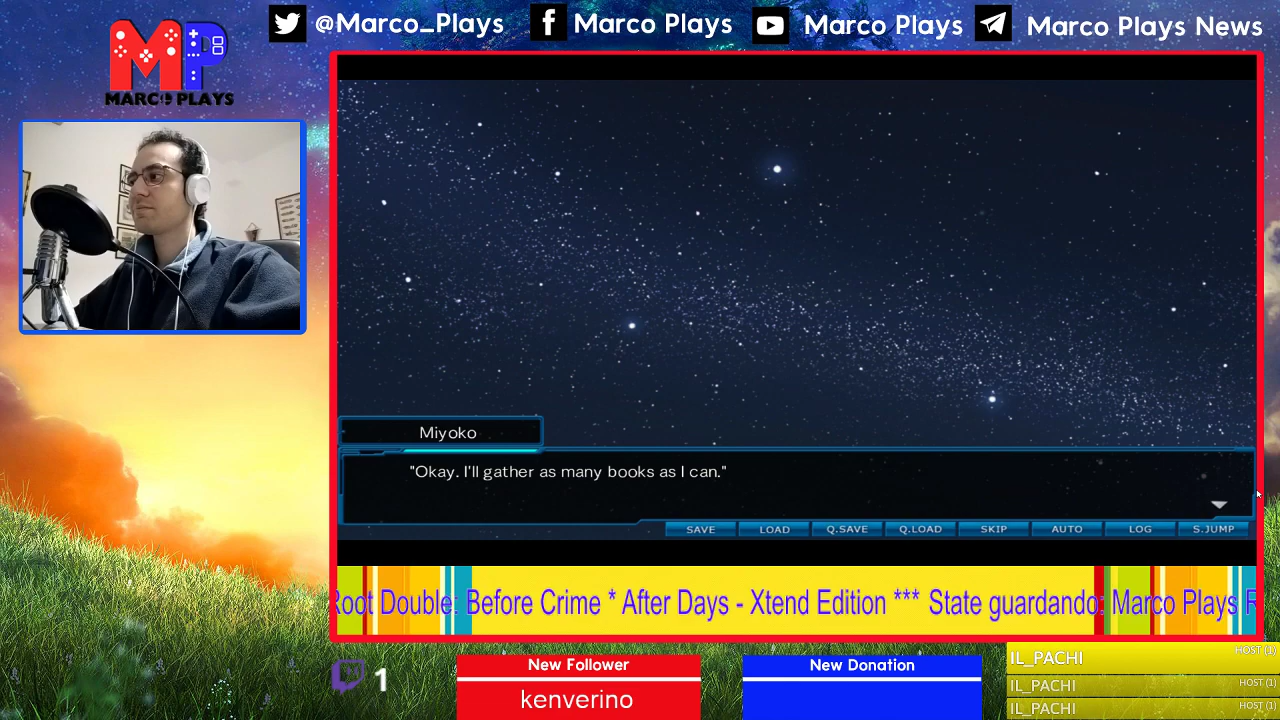 @Marco_Plays
Marco Plays
Marco Plays
Marco Plays News
MP
MARCO PLAYS
Miyoko
"Okay. I'll gather as many books as I can."
SAVE
LOAD
Q.SAVE
Q.LOAD
SKIP
AUTO
LOG
S.JUMP
Root Double: Before Crime * After Days - Xtend Edition *** State guardando: Marco Plays R
1
New Follower
kenverino
New Donation
IL_PACHI
HOST (1)
IL_PACHI
HOST (1)
IL_PACHI
HOST (1)